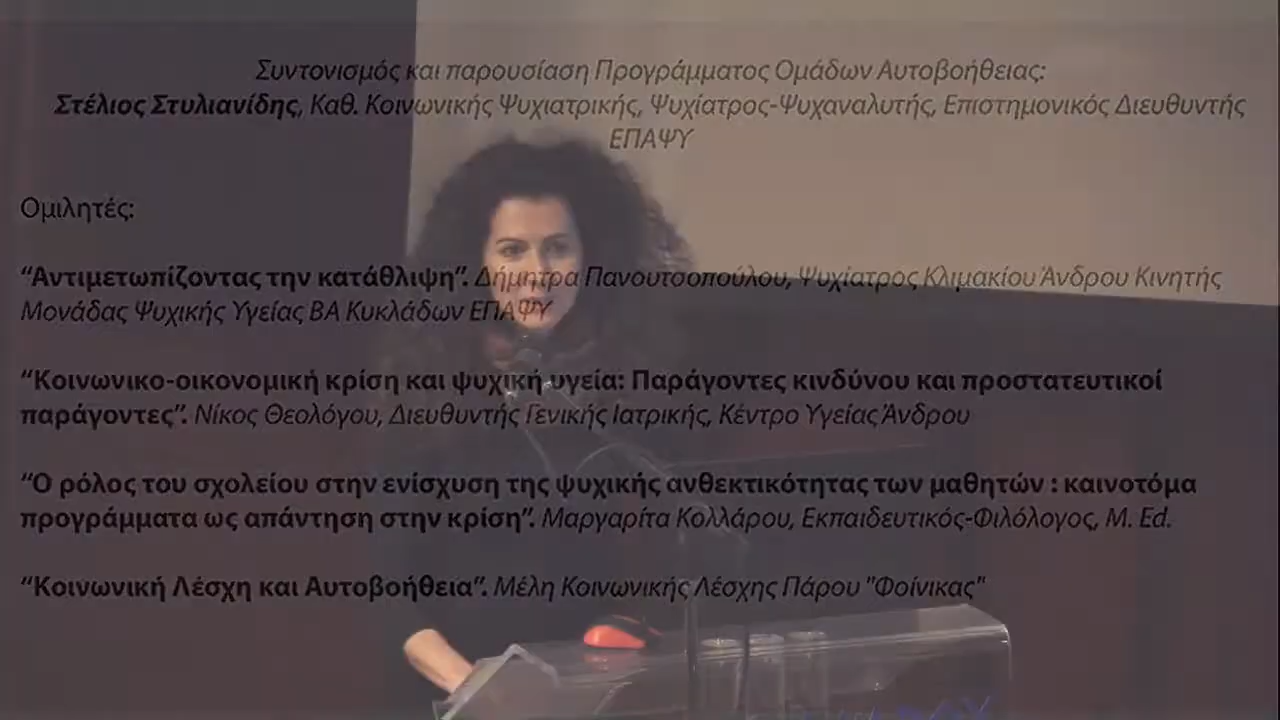 Συντονισμός και παρουσίαση Προγράμματος Ομάδων Αυτοβοήθειας:
Στέλιος Στυλιανίδης, Καθ. Κοινωνικής Ψυχιατρικής, Ψυχίατρος-Ψυχαναλυτής, Επιστημονικός Διευθυντής
ΕΠΑΨΥ
Ομιλητές:
“Αντιμετωπίζοντας την κατάθλιψη”. Δήμητρα Πανουτσοπούλου, Ψυχίατρος Κλιμακίου Άνδρου Κινητής
Μονάδας Ψυχικής Υγείας ΒΑ Κυκλάδων ΕΠΑΨΥ
“Κοινωνικο-οικονομική κρίση και ψυχική υγεία: Παράγοντες κινδύνου και προστατευτικοί
παράγοντες”. Νίκος Θεολόγου, Διευθυντής Γενικής Ιατρικής, Κέντρο Υγείας Άνδρου
“Ο ρόλος του σχολείου στην ενίσχυση της ψυχικής ανθεκτικότητας των μαθητών : καινοτόμα
προγράμματα ως απάντηση στην κρίση”. Μαργαρίτα Κολλάρου, Εκπαιδευτικός-Φιλόλογος, M. Ed.
“Κοινωνική Λέσχη και Αυτοβοήθεια”. Μέλη Κοινωνικής Λέσχης Πάρου "Φοίνικας"